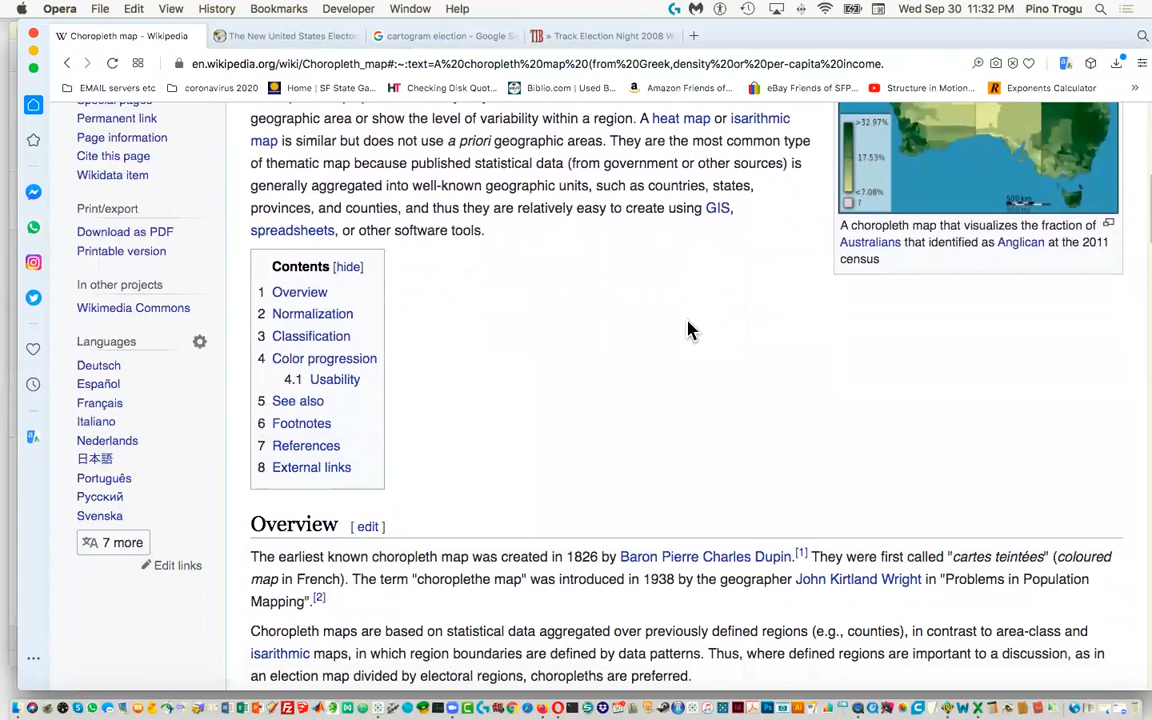 Opera File Edit View History Bookmarks Developer Window Help Wed Sep 30 11:32 PM Pino Trogu
W Choropleth map - Wikipedia
The New United States Elector
cartogram election - Google S
TIB » Track Election Night 2008 W
en.wikipedia.org/wiki/Choropleth_map#:~:text=A%20choropleth%20map%20(from%20Greek,density%20or%20per-capita%20income.
EMAIL servers etc coronavirus 2020 Home | SF State Ga... HT Checking Disk Quot... Biblio.com | Used B... Amazon Friends of... eBay Friends of SFP... Structure in Motion... R Exponents Calculator »
Permanent link
Page information
Cite this page
Wikidata item
Print/export
Download as PDF
Printable version
In other projects
Wikimedia Commons
Languages
Deutsch
Español
Français
Italiano
Nederlands
日本語
Português
Русский
Svenska
7 more
Edit links
geographic area or show the level of variability within a region. A heat map or isarithmic
map is similar but does not use a priori geographic areas. They are the most common type
of thematic map because published statistical data (from government or other sources) is
generally aggregated into well-known geographic units, such as countries, states,
provinces, and counties, and thus they are relatively easy to create using GIS,
spreadsheets, or other software tools.
>32.97%
17.53%
<7.08%
?
A choropleth map that visualizes the fraction of
Australians that identified as Anglican at the 2011
census
Contents [hide]
1 Overview
2 Normalization
3 Classification
4 Color progression
4.1 Usability
5 See also
6 Footnotes
7 References
8 External links
Overview [ edit ]
The earliest known choropleth map was created in 1826 by Baron Pierre Charles Dupin.[1] They were first called "cartes teintées" (coloured
map in French). The term "choroplethe map" was introduced in 1938 by the geographer John Kirtland Wright in "Problems in Population
Mapping".[2]
Choropleth maps are based on statistical data aggregated over previously defined regions (e.g., counties), in contrast to area-class and
isarithmic maps, in which region boundaries are defined by data patterns. Thus, where defined regions are important to a discussion, as in
an election map divided by electoral regions, choropleths are preferred.